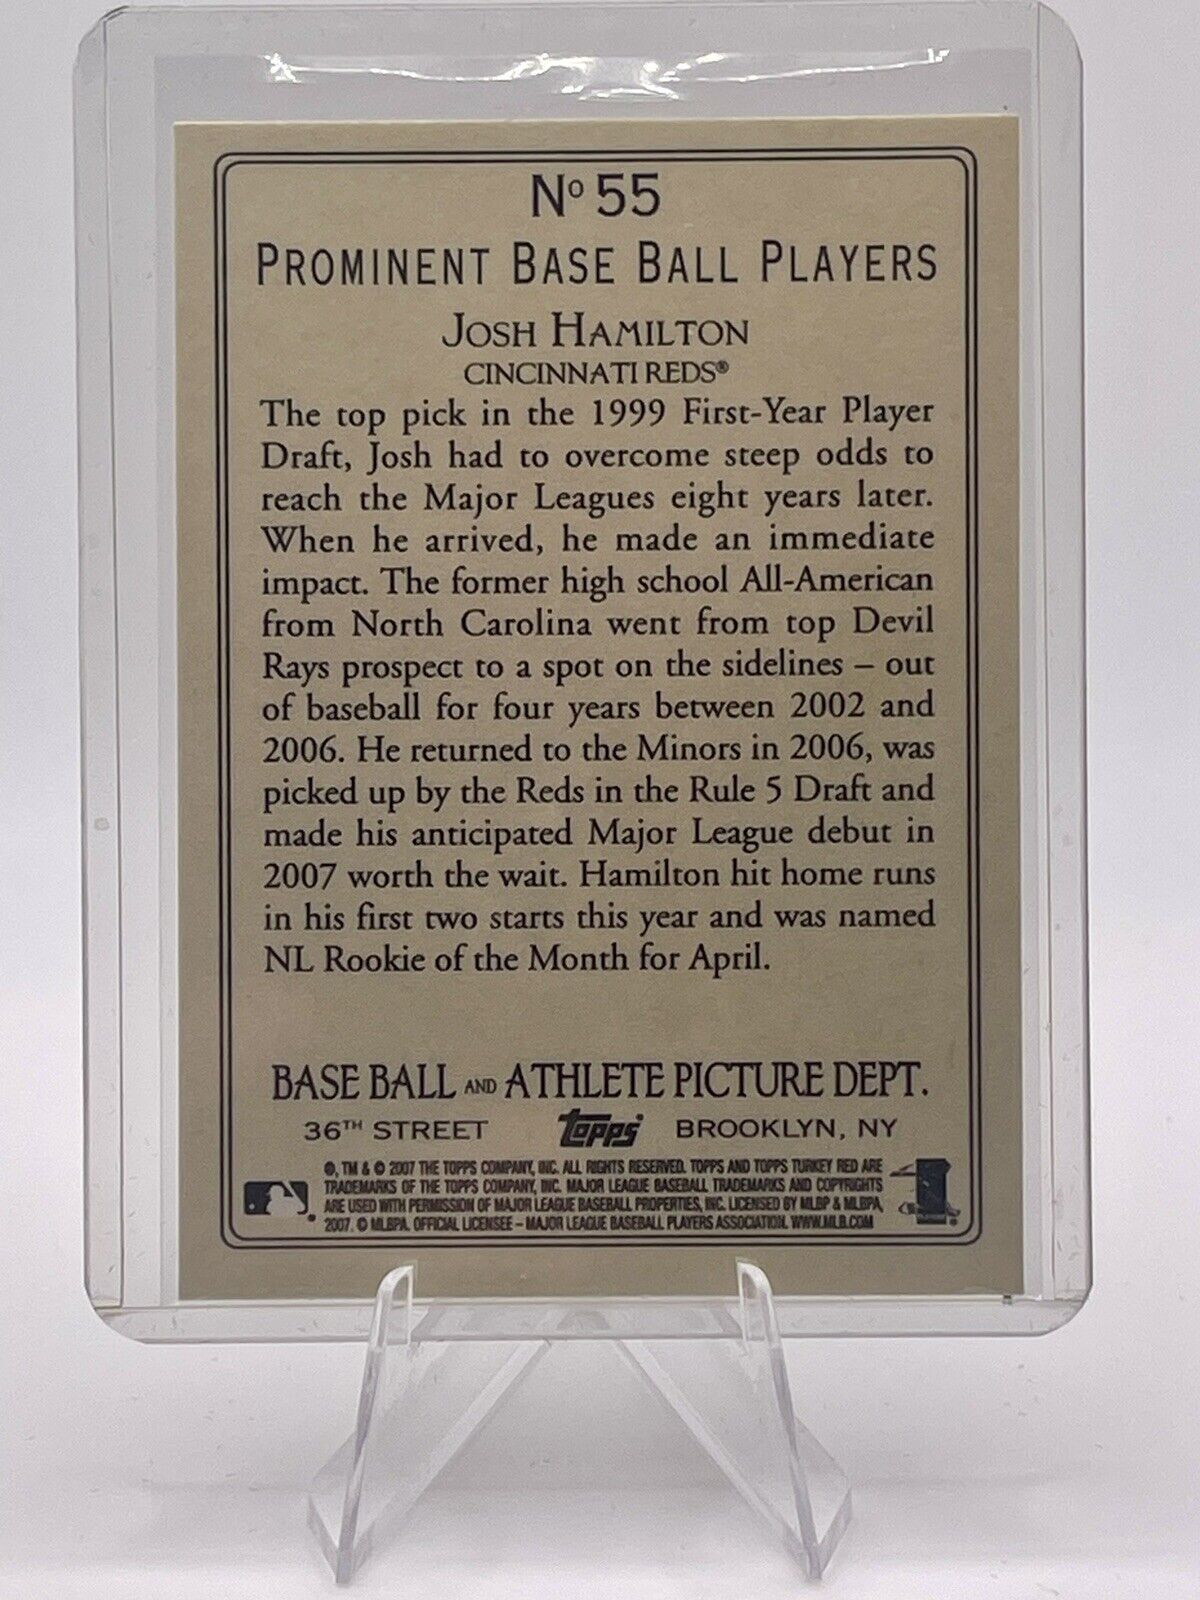 Nº 55
PROMINENT BASE BALL PLAYERS
JOSH HAMILTON
CINCINNATI REDS®
The top pick in the 1999 First-Year Player
Draft, Josh had to overcome steep odds to
reach the Major Leagues eight years later.
When he arrived, he made an immediate
impact. The former high school All-American
from North Carolina went from top Devil
Rays prospect to a spot on the sidelines – out
of baseball for four years between 2002 and
2006. He returned to the Minors in 2006, was
picked up by the Reds in the Rule 5 Draft and
made his anticipated Major League debut in
2007 worth the wait. Hamilton hit home runs
in his first two starts this year and was named
NL Rookie of the Month for April.
BASE BALL AND ATHLETE PICTURE DEPT.
36TH STREET topps BROOKLYN, NY
®, TM & © 2007 THE TOPPS COMPANY, INC. ALL RIGHTS RESERVED. TOPPS AND TOPPS TURKEY RED ARE
TRADEMARKS OF THE TOPPS COMPANY, INC. MAJOR LEAGUE BASEBALL TRADEMARKS AND COPYRIGHTS
ARE USED WITH PERMISSION OF MAJOR LEAGUE BASEBALL PROPERTIES, INC. LICENSED BY MLBP & MLBPA,
2007. © MLBPA. OFFICIAL LICENSEE – MAJOR LEAGUE BASEBALL PLAYERS ASSOCIATION. WWW.MLB.COM